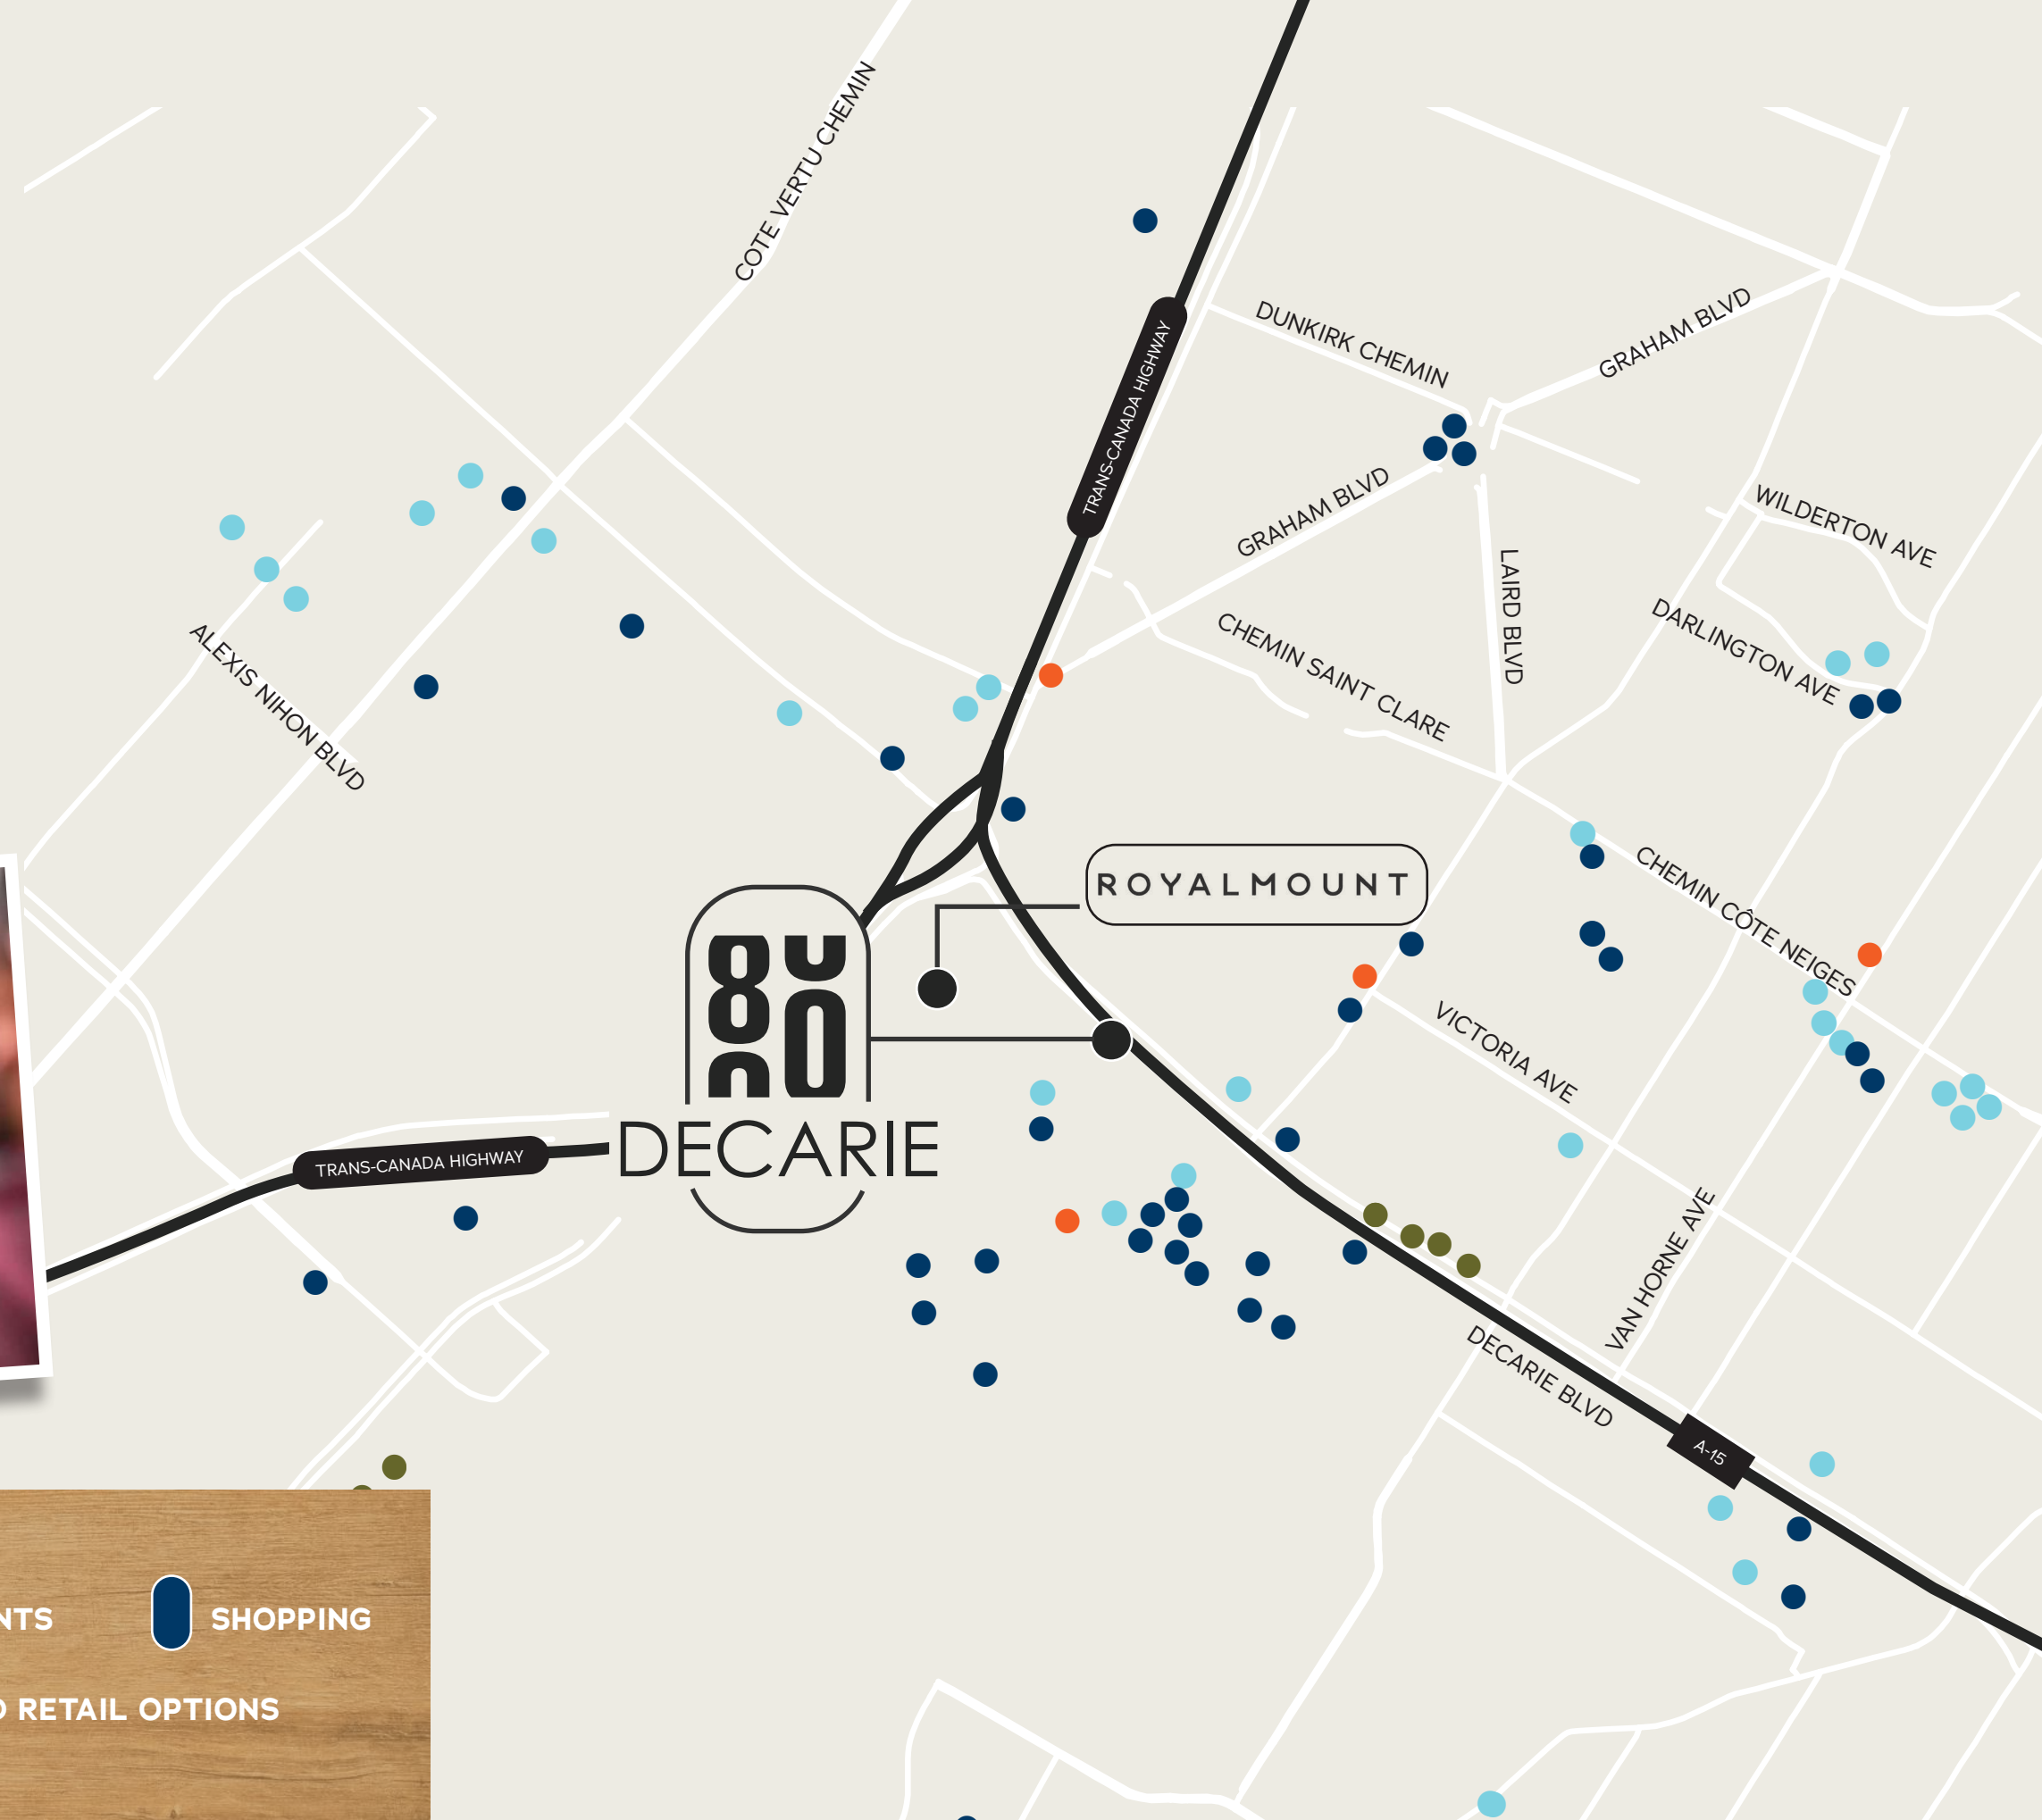 COTE VERTU CHEMIN
TRANS-CANADA HIGHWAY
DUNKIRK CHEMIN
GRAHAM BLVD
GRAHAM BLVD
WILDERTON AVE
LAIRD BLVD
DARLINGTON AVE
CHEMIN SAINT CLARE
ALEXIS NIHON BLVD
ROYALMOUNT
CHEMIN CÔTE NEIGES
8080
DECARIE
VICTORIA AVE
TRANS-CANADA HIGHWAY
VAN HORNE AVE
DECARIE BLVD
A-15
NTS
SHOPPING
RETAIL OPTIONS